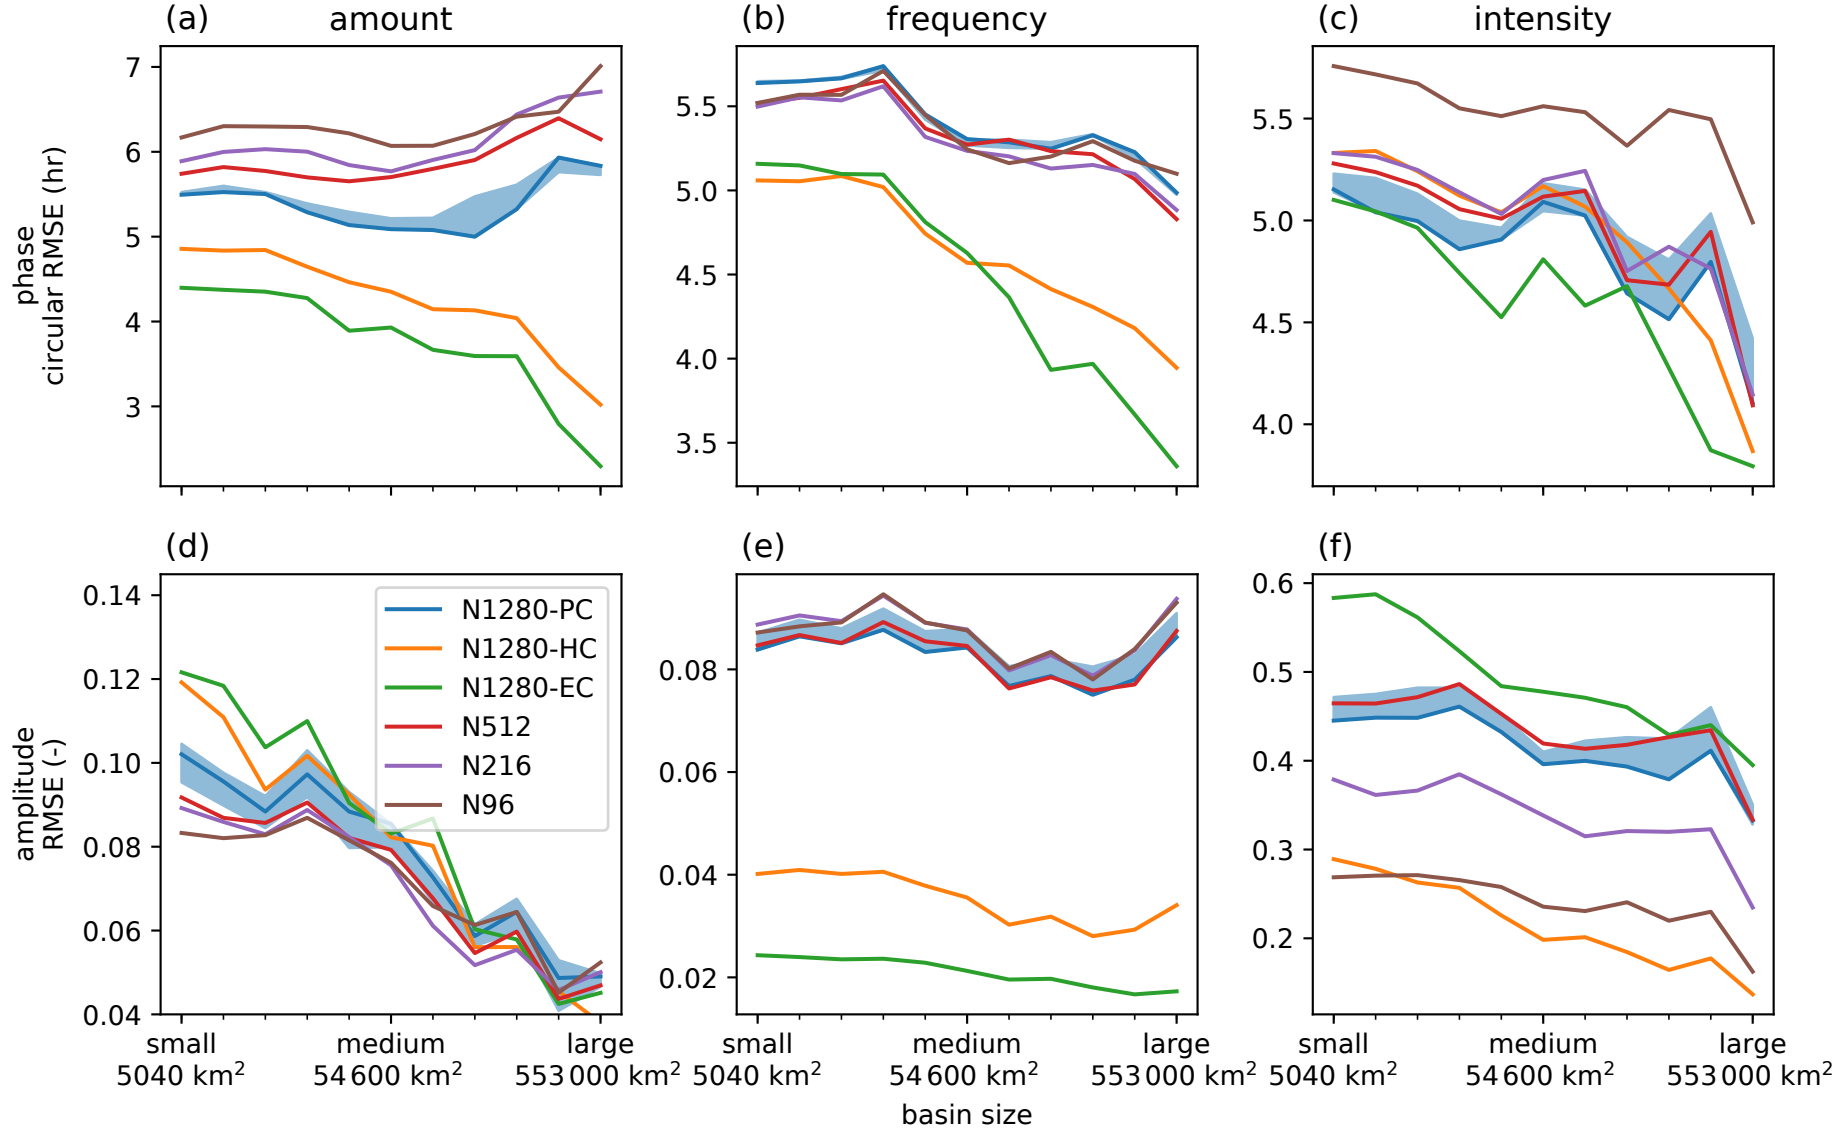 (a) amount
(b) frequency
(c) intensity
phase
circular RMSE (hr)
7
6
5
4
3
5.5
5.0
4.5
4.0
3.5
5.5
5.0
4.5
4.0
(d)
(e)
(f)
amplitude
RMSE (-)
0.14
0.12
0.10
0.08
0.06
0.04
N1280-PC
N1280-HC
N1280-EC
N512
N216
N96
0.08
0.06
0.04
0.02
0.6
0.5
0.4
0.3
0.2
small medium large
5040 km² 54 600 km² 553 000 km²
small medium large
5040 km² 54 600 km² 553 000 km²
small medium large
5040 km² 54 600 km² 553 000 km²
basin size